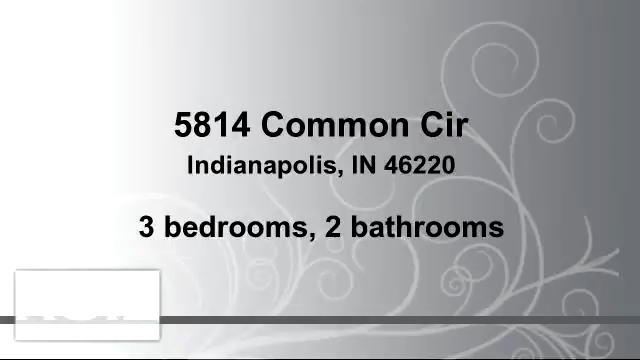 5814 Common Cir
Indianapolis, IN 46220
3 bedrooms, 2 bathrooms